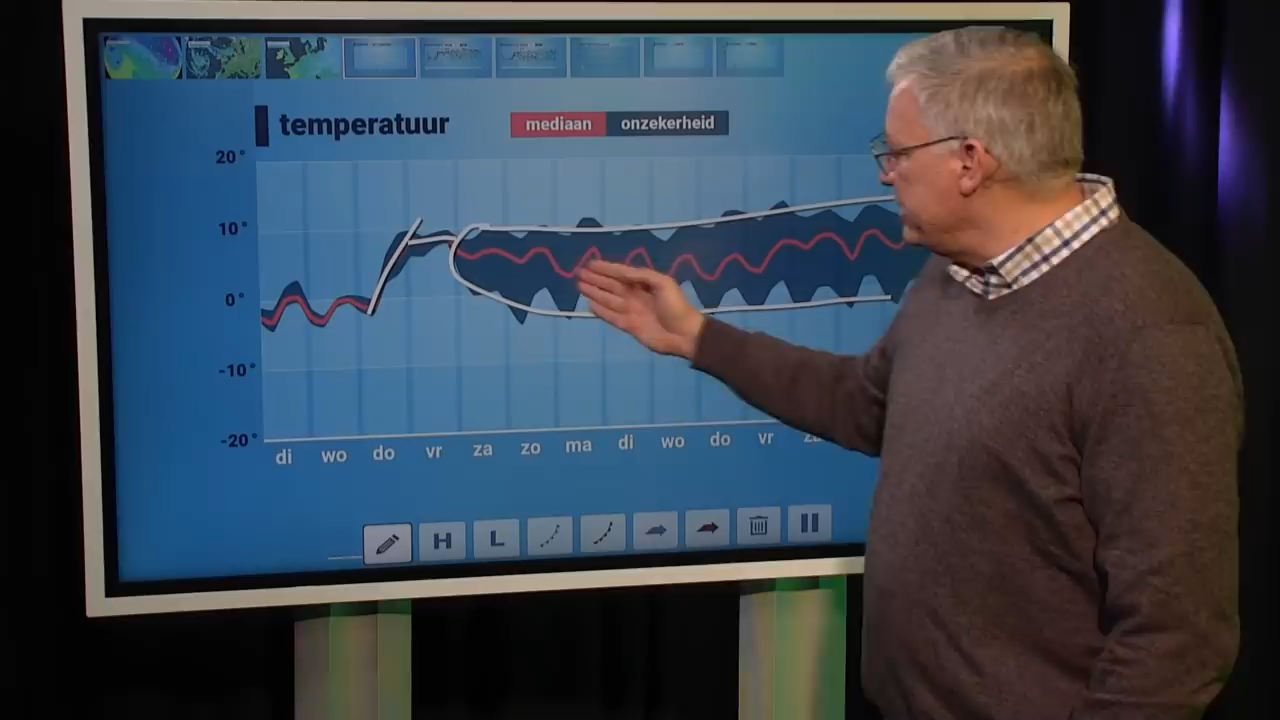 temperatuur
mediaan onzekerheid
20°
10°
0°
-10°
-20°
di wo do vr za zo ma di wo do vr za
H L